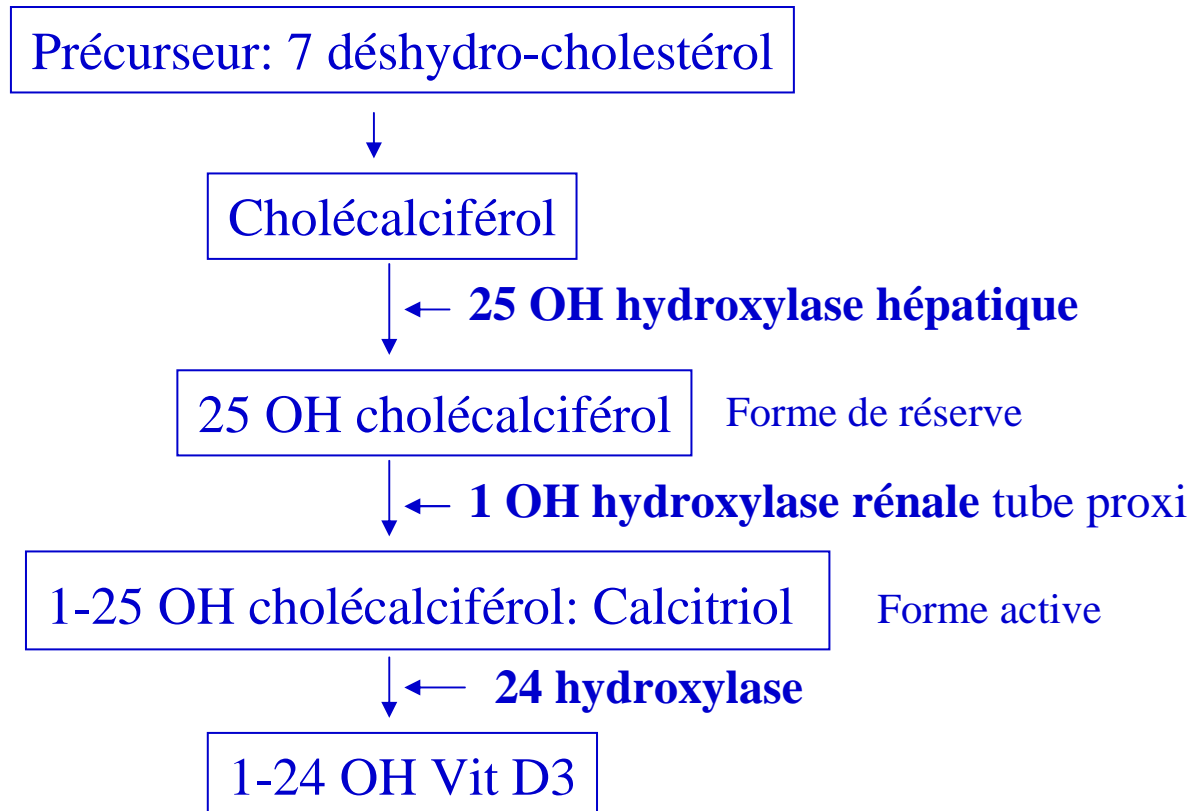 Précurseur: 7 déshydro-cholestérol
Cholécalciférol
25 OH hydroxylase hépatique
25 OH cholécalciférol Forme de réserve
1 OH hydroxylase rénale tube proxi
1-25 OH cholécalciférol: Calcitriol Forme active
24 hydroxylase
1-24 OH Vit D3